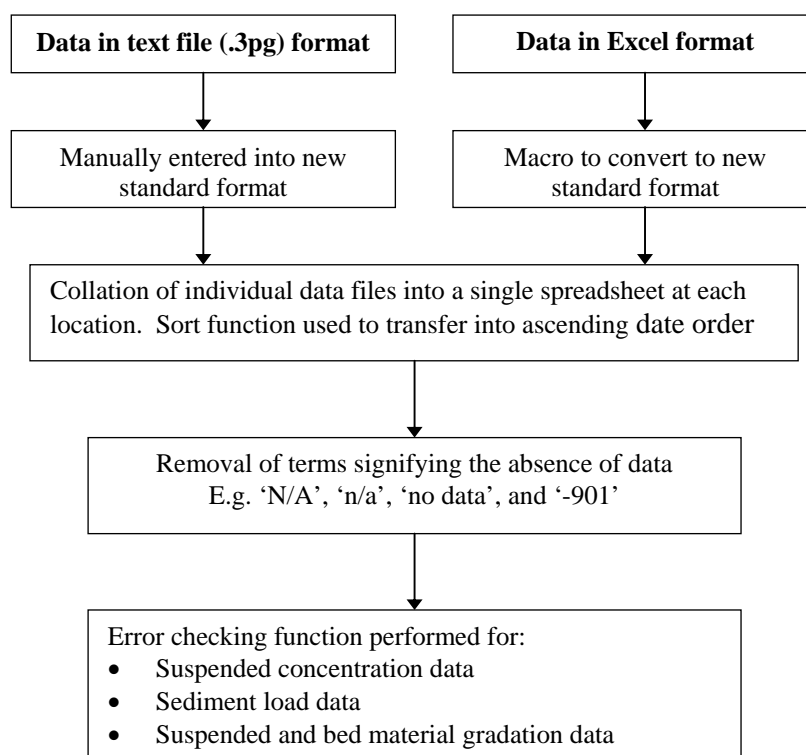 Data in text file (.3pg) format
Data in Excel format
Manually entered into new
standard format
Macro to convert to new
standard format
Collation of individual data files into a single spreadsheet at each
location.  Sort function used to transfer into ascending date order
Removal of terms signifying the absence of data
E.g. ‘N/A’, ‘n/a’, ‘no data’, and ‘-901’
Error checking function performed for:
• Suspended concentration data
• Sediment load data
• Suspended and bed material gradation data